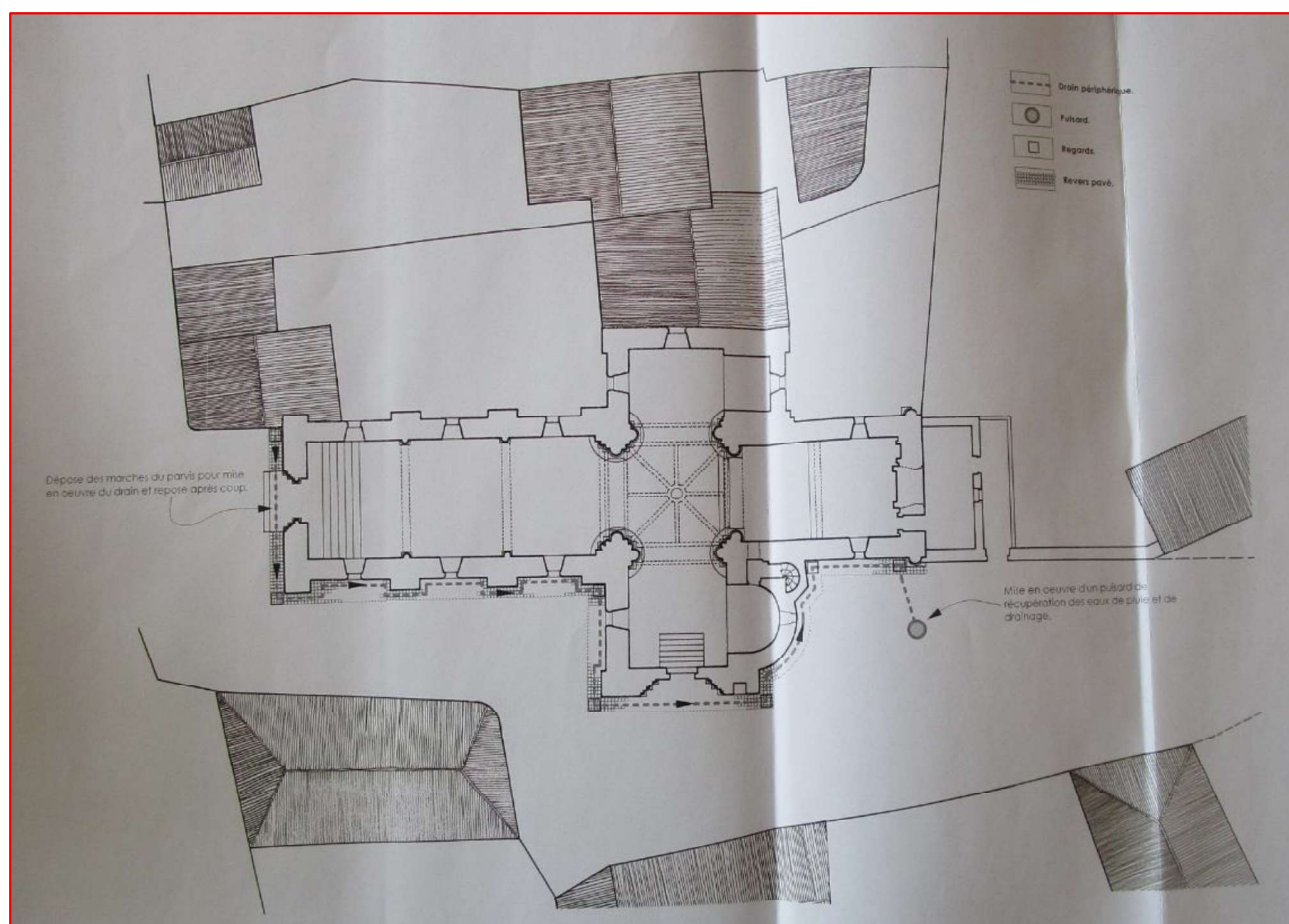 Drain périphérique.
Puisard.
Regards.
Revers pavé.
Dépose des marches du parvis pour mise
en oeuvre du drain et repose après coup.
Mise en oeuvre d'un puisard de
récupération des eaux de pluie et de
drainage.